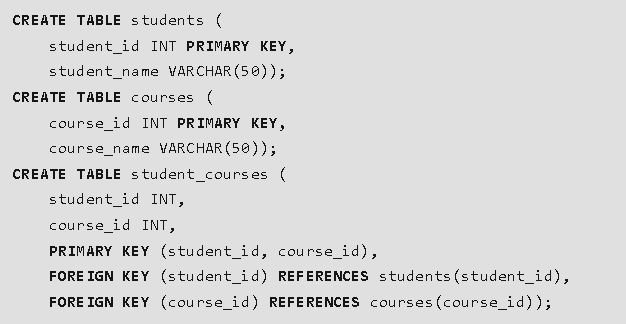 CREATE TABLE students (
student_id INT PRIMARY KEY,
student_name VARCHAR(50));
CREATE TABLE courses (
course_id INT PRIMARY KEY,
course_name VARCHAR(50));
CREATE TABLE student_courses (
student_id INT,
course_id INT,
PRIMARY KEY (student_id, course_id),
FOREIGN KEY (student_id) REFERENCES students(student_id),
FOREIGN KEY (course_id) REFERENCES courses(course_id));